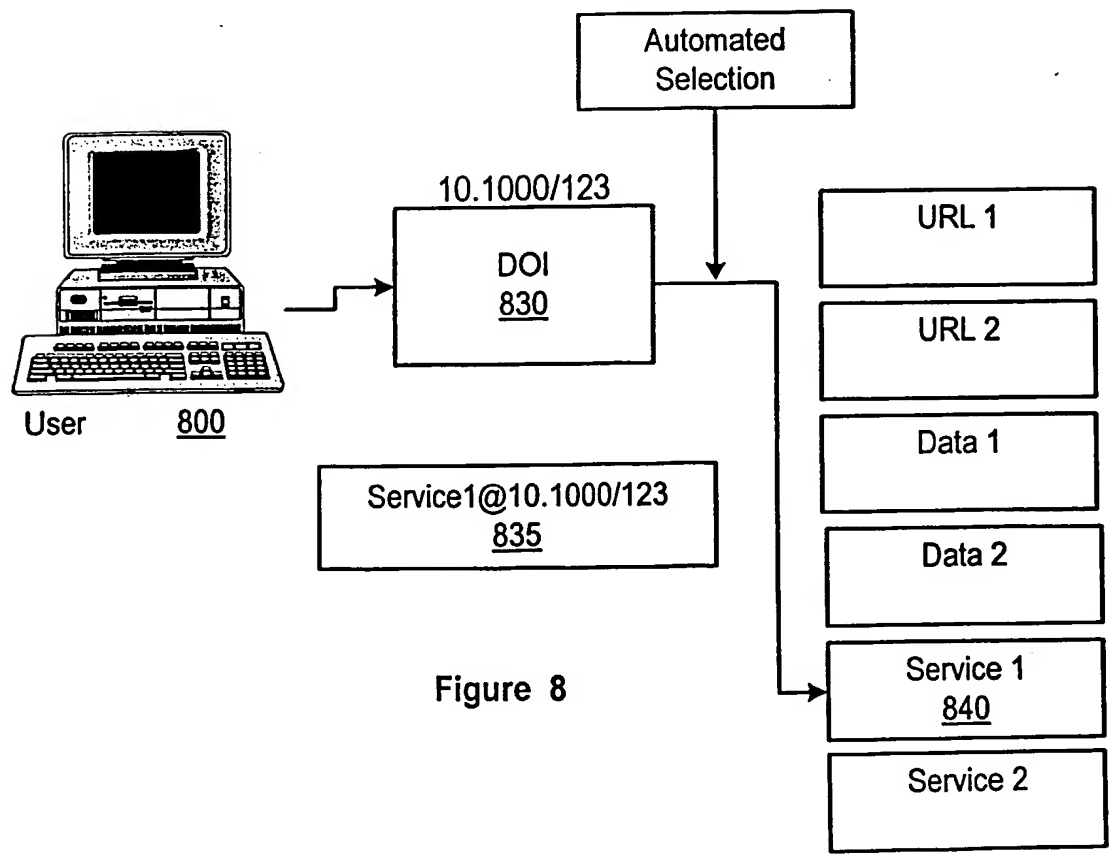 Automated
Selection
10.1000/123
DOI
830
User 800
Service1@10.1000/123
835
URL 1
URL 2
Data 1
Data 2
Service 1
840
Service 2
Figure 8